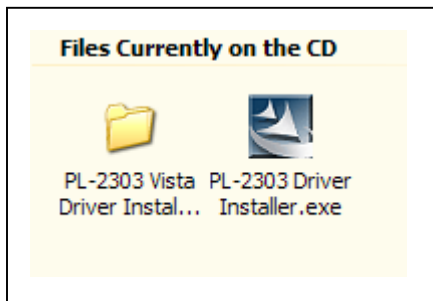 Files Currently on the CD
PL-2303 Vista
Driver Instal...
PL-2303 Driver
Installer.exe